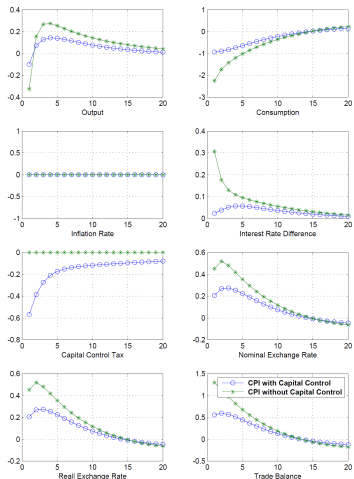 0.4
0.2
0
-0.2
-0.4
0 5 10 15 20
Output
1
0
-1
-2
-3
0 5 10 15 20
Consumption
1
0.5
0
-0.5
-1
0 5 10 15 20
Inflation Rate
0.4
0.3
0.2
0.1
0
0 5 10 15 20
Interest Rate Difference
0
-0.2
-0.4
-0.6
-0.8
0 5 10 15 20
Capital Control Tax
0.6
0.4
0.2
0
-0.2
0 5 10 15 20
Nominal Exchange Rate
0.6
0.4
0.2
0
-0.2
0 5 10 15 20
Reall Exchange Rate
1.5
1
0.5
0
-0.5
CPI with Capital Control
CPI without Capital Control
0 5 10 15 20
Trade Balance